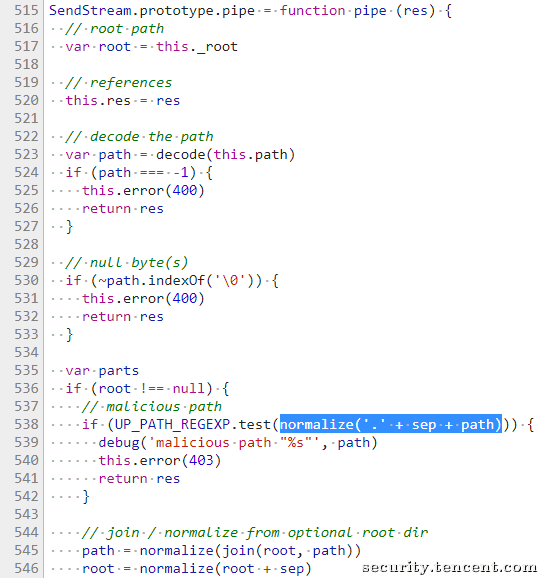 515 SendStream.prototype.pipe = function pipe (res) {
516 // root path
517 var root = this._root
518
519 // references
520 this.res = res
521
522 // decode the path
523 var path = decode(this.path)
524 if (path === -1) {
525 this.error(400)
526 return res
527 }
528
529 // null byte(s)
530 if (~path.indexOf('\0')) {
531 this.error(400)
532 return res
533 }
534
535 var parts
536 if (root !== null) {
537 // malicious path
538 if (UP_PATH_REGEXP.test(normalize('.' + sep + path))) {
539 debug('malicious path "%s"', path)
540 this.error(403)
541 return res
542 }
543
544 // join / normalize from optional root dir
545 path = normalize(join(root, path))
546 root = normalize(root + sep)
security.tencent.com